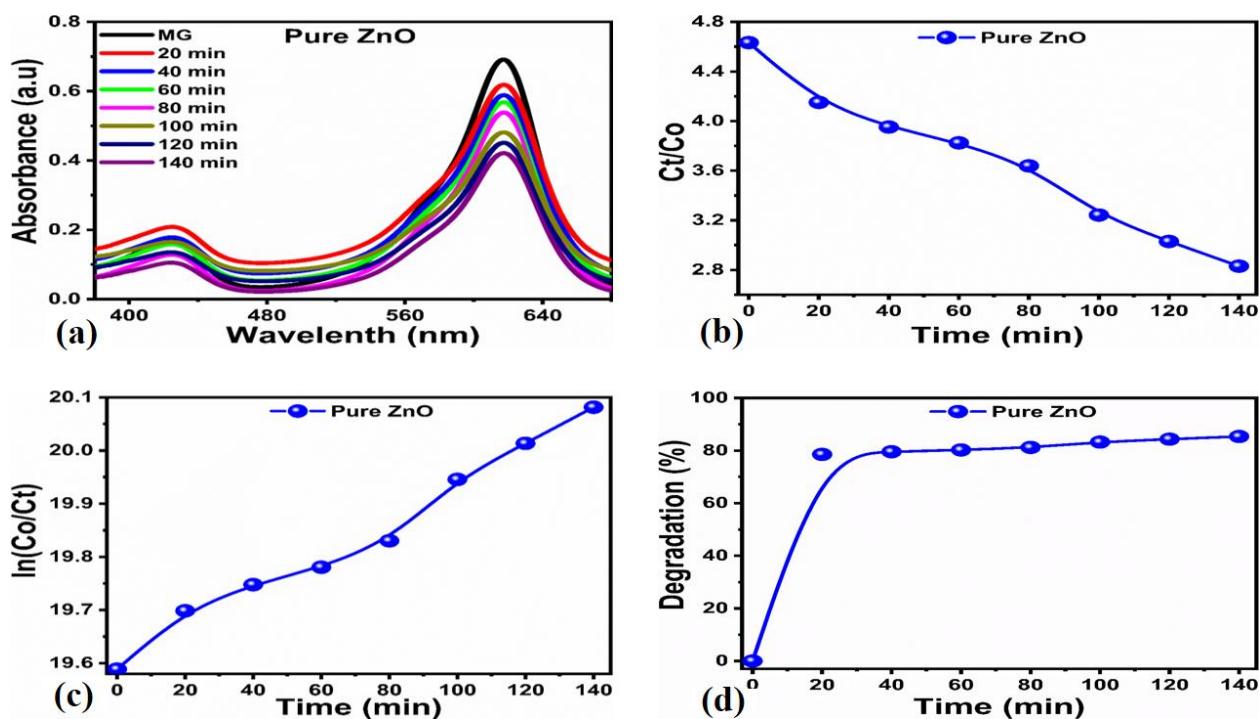 Pure ZnO
MG
20 min
40 min
60 min
80 min
100 min
120 min
140 min
0.8
0.6
0.4
0.2
0.0
400
480
560
640
Absorbance (a.u)
Wavelenth (nm)
(a)
Pure ZnO
4.8
4.4
4.0
3.6
3.2
2.8
0 20 40 60 80 100 120 140
Ct/Co
Time (min)
(b)
Pure ZnO
20.1
20.0
19.9
19.8
19.7
19.6
0 20 40 60 80 100 120 140
ln(Co/Ct)
Time (min)
(c)
Pure ZnO
100
80
60
40
20
0
0 20 40 60 80 100 120 140
Degradation (%)
Time (min)
(d)